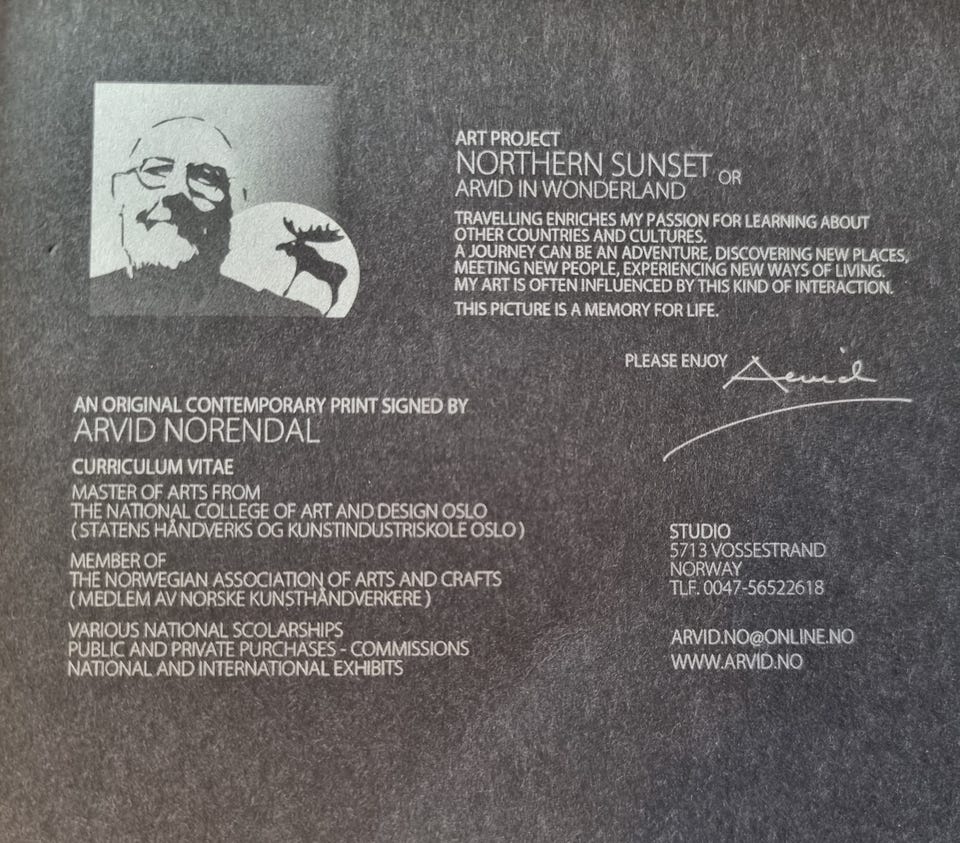 ART PROJECT
NORTHERN SUNSET OR
ARVID IN WONDERLAND
TRAVELLING ENRICHES MY PASSION FOR LEARNING ABOUT
OTHER COUNTRIES AND CULTURES.
A JOURNEY CAN BE AN ADVENTURE, DISCOVERING NEW PLACES,
MEETING NEW PEOPLE, EXPERIENCING NEW WAYS OF LIVING.
MY ART IS OFTEN INFLUENCED BY THIS KIND OF INTERACTION.
THIS PICTURE IS A MEMORY FOR LIFE.
PLEASE ENJOY Arvid
AN ORIGINAL CONTEMPORARY PRINT SIGNED BY
ARVID NORENDAL
CURRICULUM VITAE
MASTER OF ARTS FROM
THE NATIONAL COLLEGE OF ART AND DESIGN OSLO
( STATENS HÅNDVERKS OG KUNSTINDUSTRISKOLE OSLO )
MEMBER OF
THE NORWEGIAN ASSOCIATION OF ARTS AND CRAFTS
( MEDLEM AV NORSKE KUNSTHÅNDVERKERE )
VARIOUS NATIONAL SCOLARSHIPS
PUBLIC AND PRIVATE PURCHASES - COMMISSIONS
NATIONAL AND INTERNATIONAL EXHIBITS
STUDIO
5713 VOSSESTRAND
NORWAY
TLF. 0047-56522618
ARVID.NO@ONLINE.NO
WWW.ARVID.NO